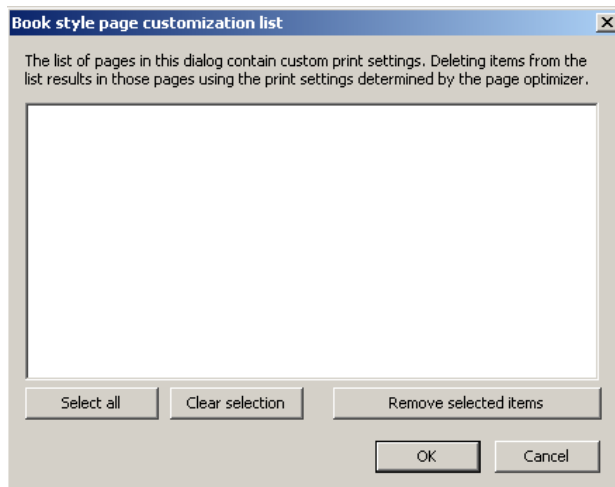 Book style page customization list
The list of pages in this dialog contain custom print settings. Deleting items from the
list results in those pages using the print settings determined by the page optimizer.
Select all
Clear selection
Remove selected items
OK
Cancel